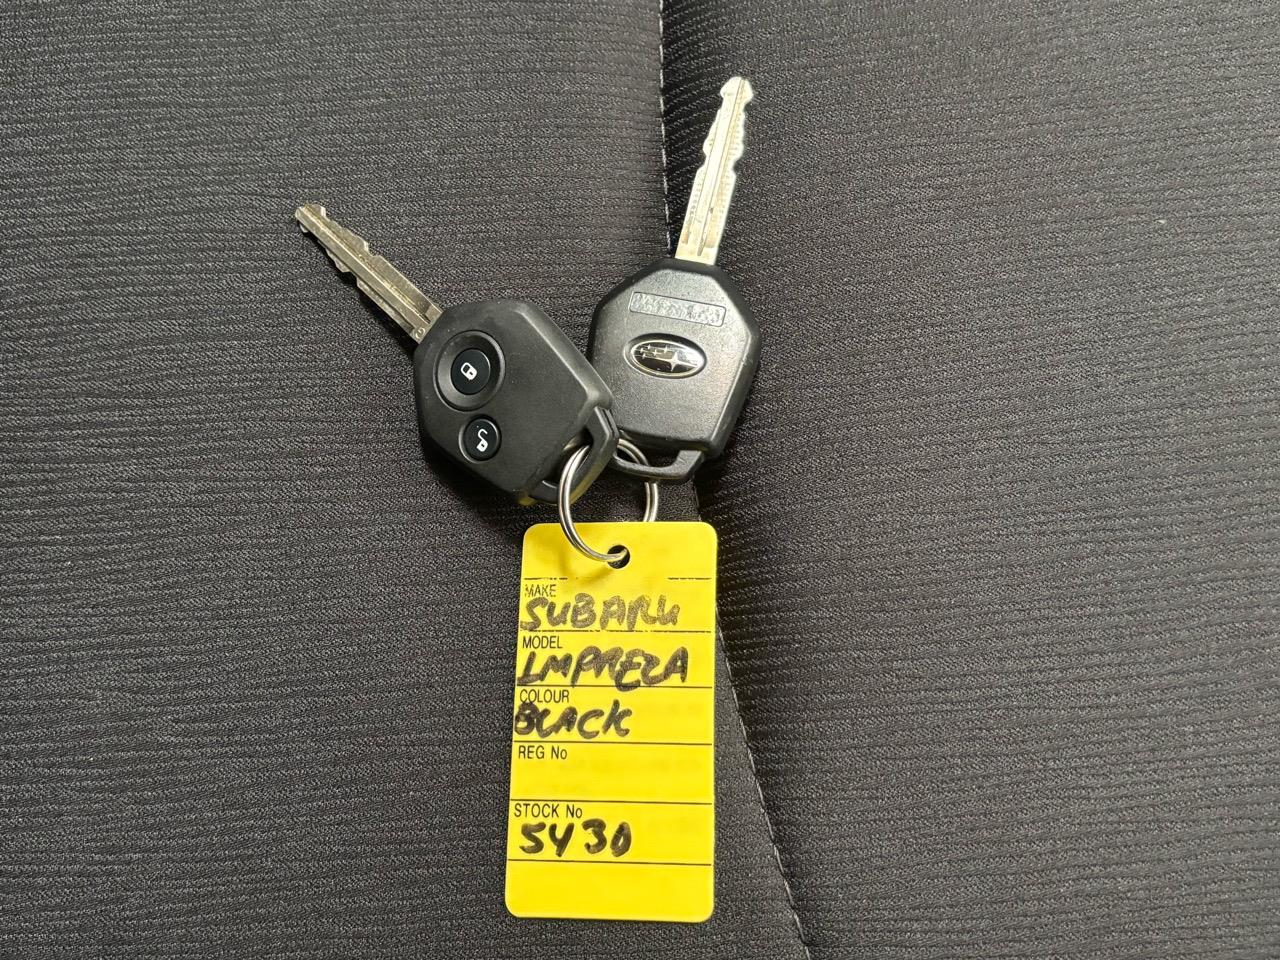 MAKE
SUBARU
MODEL
IMPREZA
COLOUR
BLACK
REG No
STOCK No
5430